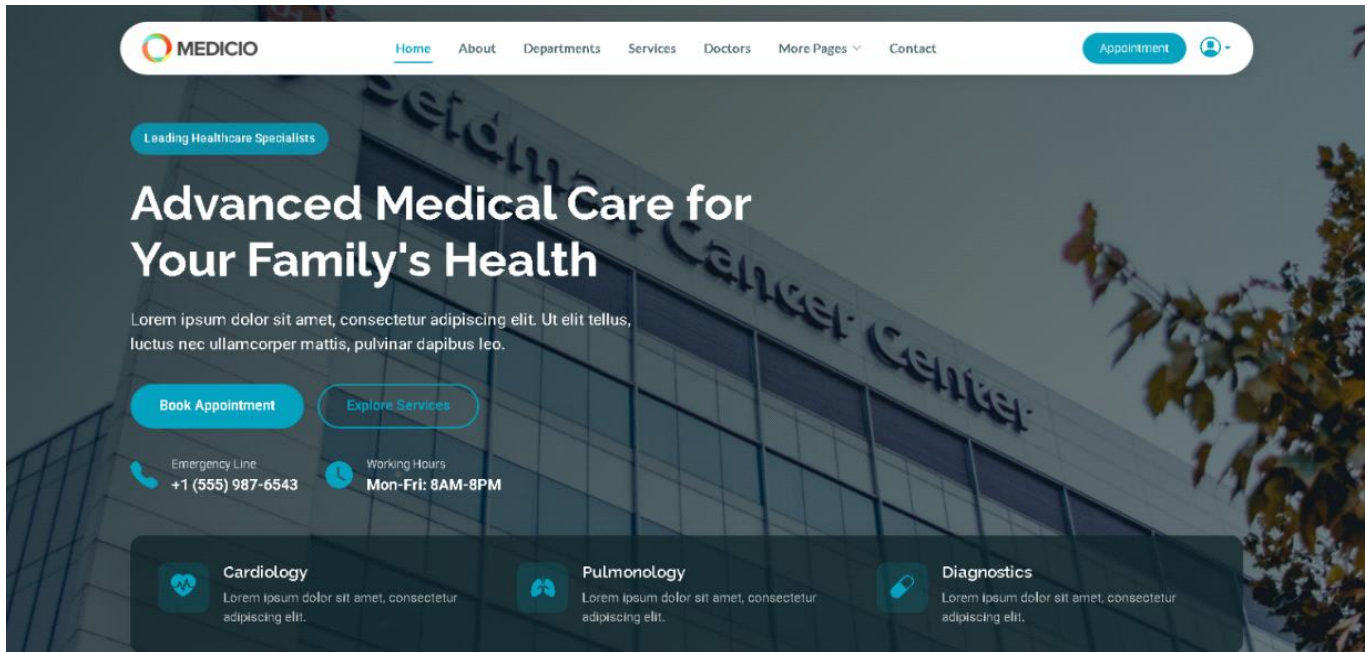 MEDICIO
Home
About
Departments
Services
Doctors
More Pages
Contact
Appointment
Seidman Cancer Center
Leading Healthcare Specialists
Advanced Medical Care for
Your Family's Health
Lorem ipsum dolor sit amet, consectetur adipiscing elit. Ut elit tellus,
luctus nec ullamcorper mattis, pulvinar dapibus leo.
Book Appointment
Explore Services
Emergency Line
+1 (555) 987-6543
Working Hours
Mon-Fri: 8AM-8PM
Cardiology
Lorem ipsum dolor sit amet, consectetur
adipiscing elit.
Pulmonology
Lorem ipsum dolor sit amet, consectetur
adipiscing elit.
Diagnostics
Lorem ipsum dolor sit amet, consectetur
adipiscing elit.